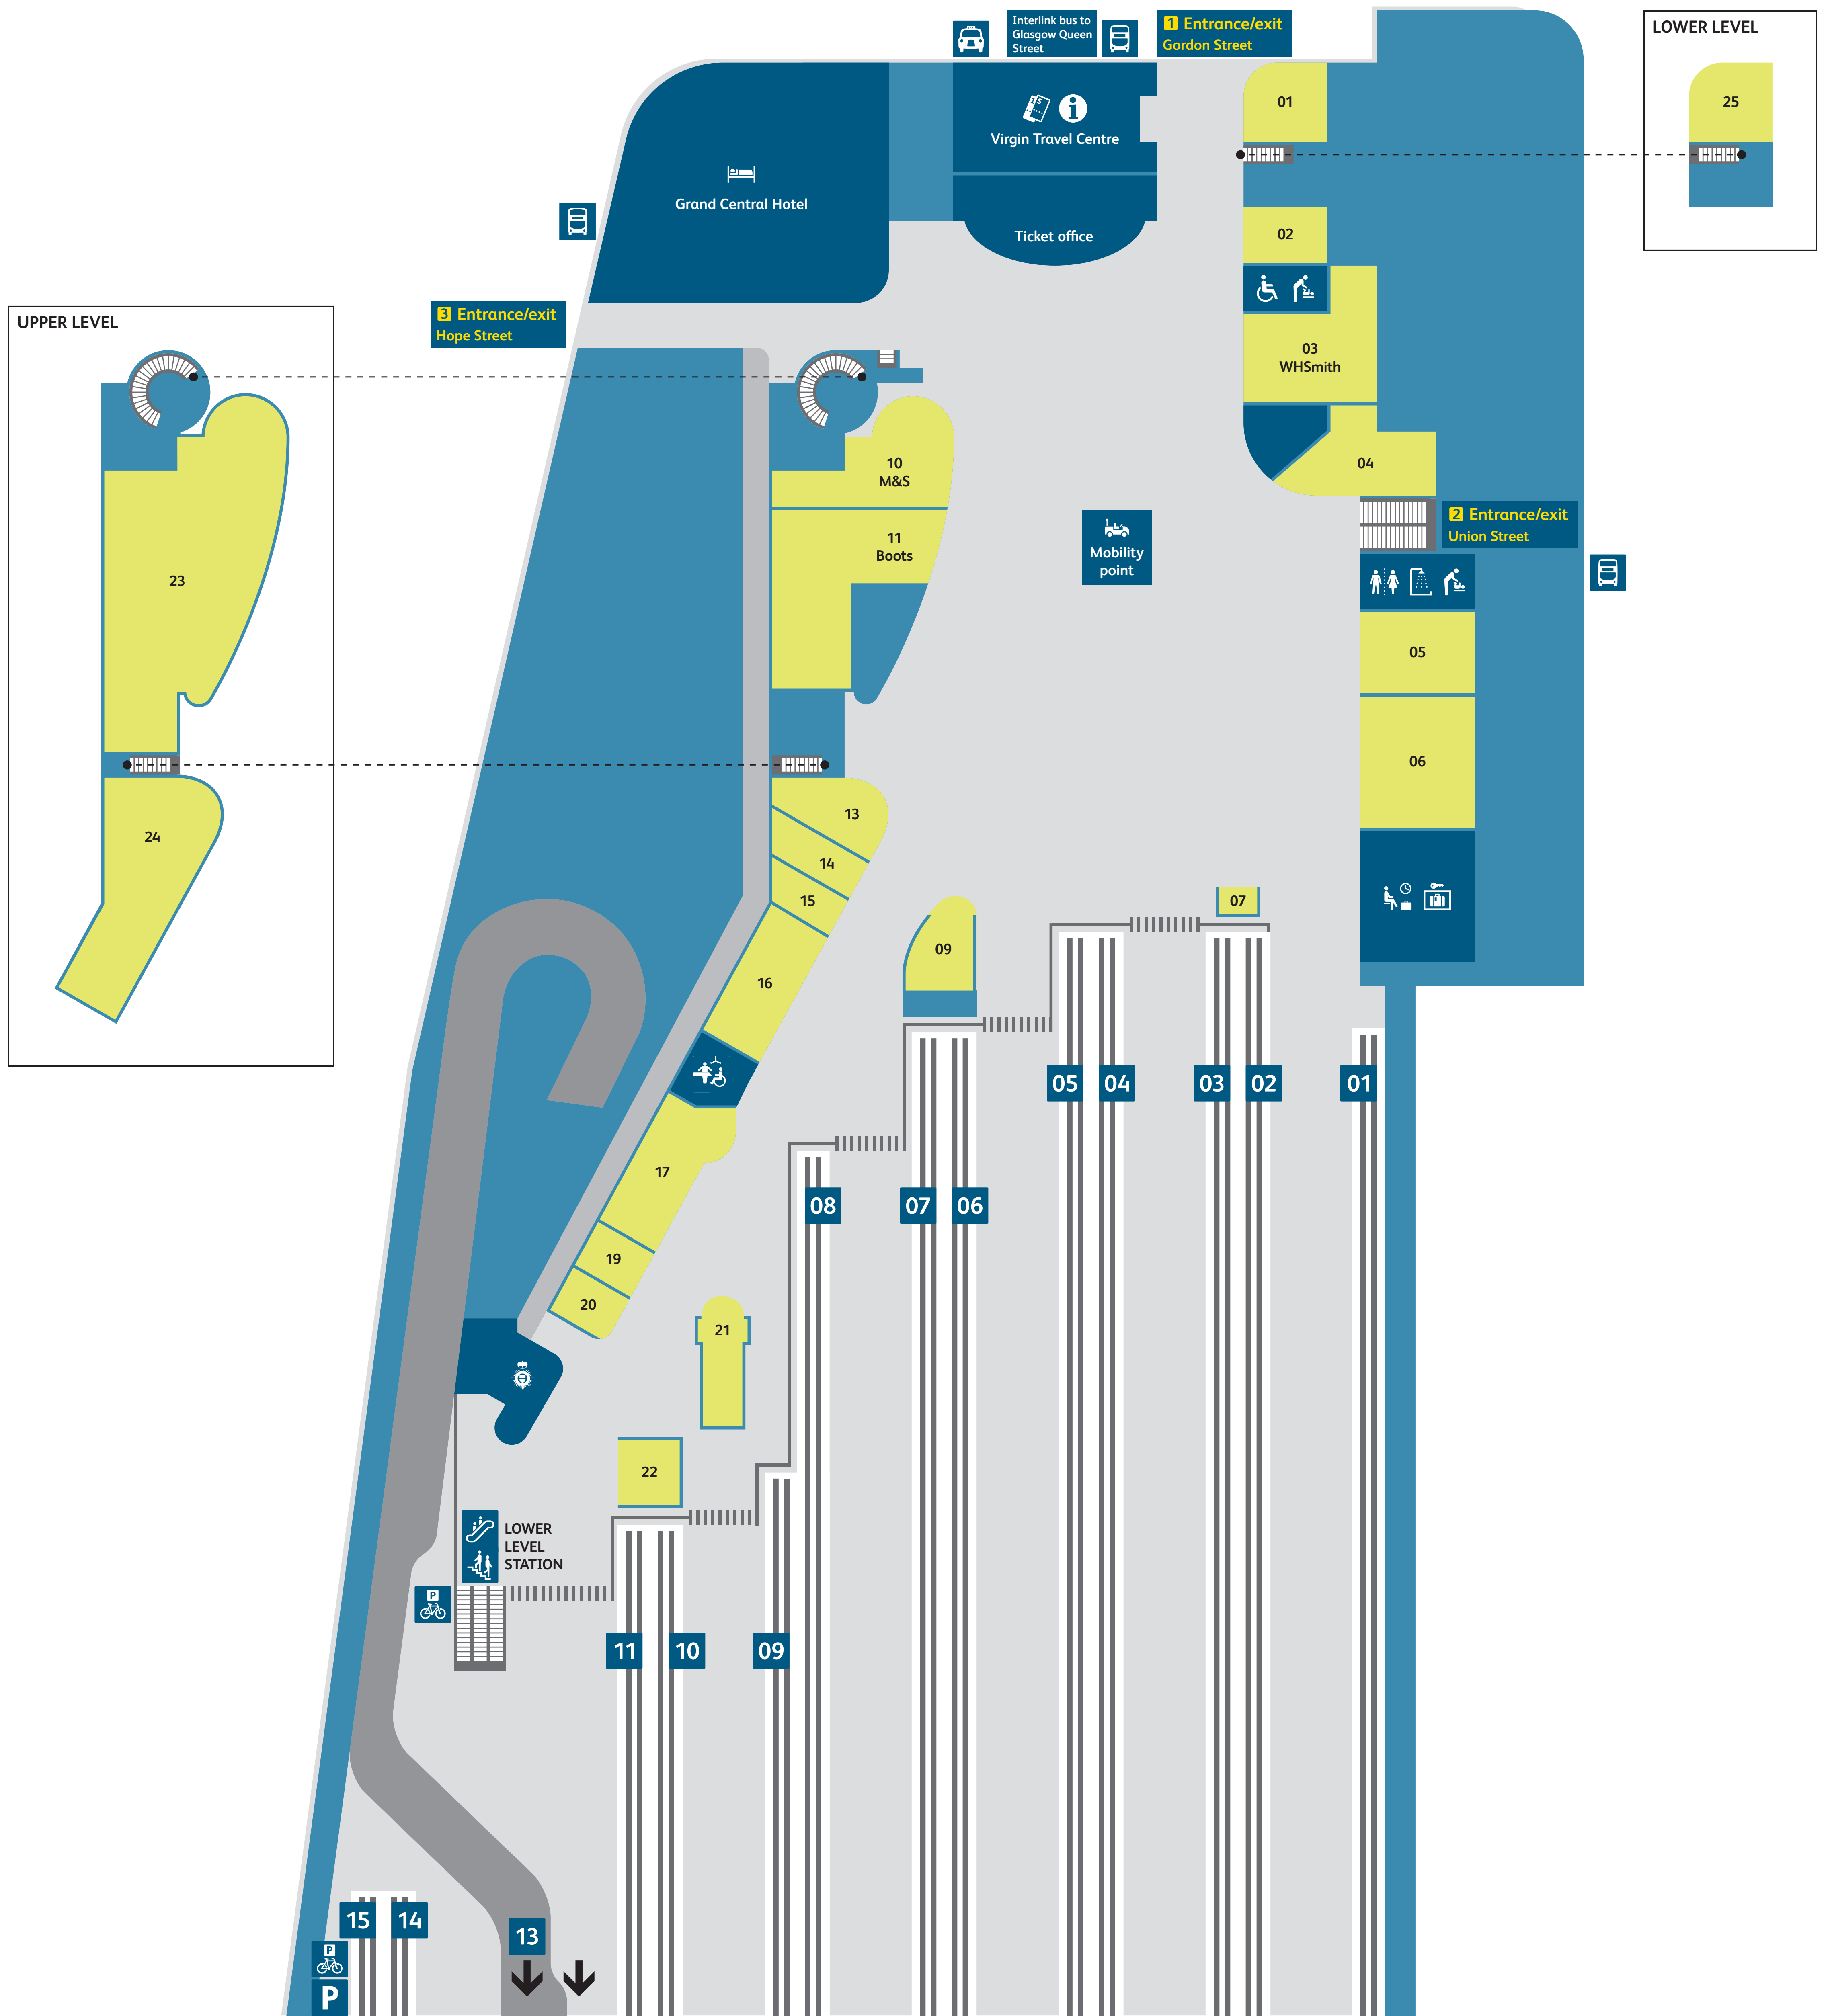 Interlink bus to
Glasgow Queen
Street
1 Entrance/exit
Gordon Street
LOWER LEVEL
25
01
Virgin Travel Centre
Grand Central Hotel
Ticket office
02
3 Entrance/exit
Hope Street
UPPER LEVEL
03
WHSmith
10
M&S
04
2 Entrance/exit
Union Street
11
Boots
Mobility
point
23
05
06
13
24
14
15
07
09
16
05
04
03
02
01
17
08
07
06
19
20
21
22
LOWER
LEVEL
STATION
P
11
10
09
15
14
13
P
P